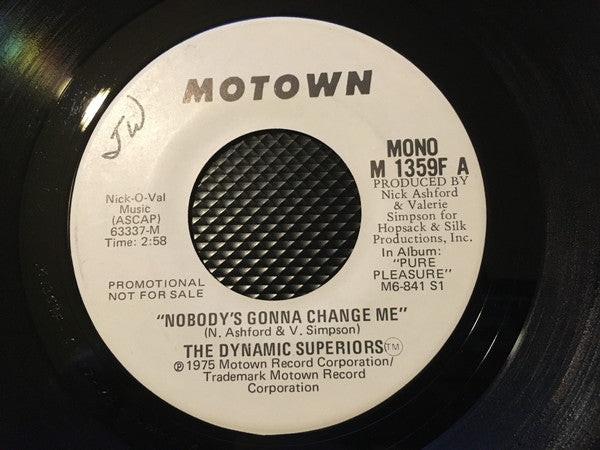 MOTOWN
JW
MONO
M 1359F A
PRODUCED BY
Nick Ashford
& Valerie
Simpson for
Hopsack & Silk
Productions, Inc.
In Album:
"PURE
PLEASURE"
M6-841 S1
Nick-O-Val
Music
(ASCAP)
63337-M
Time: 2:58
PROMOTIONAL
NOT FOR SALE
"NOBODY'S GONNA CHANGE ME"
(N. Ashford & V. Simpson)
THE DYNAMIC SUPERIORS TM
℗ 1975 Motown Record Corporation/
Trademark Motown Record
Corporation